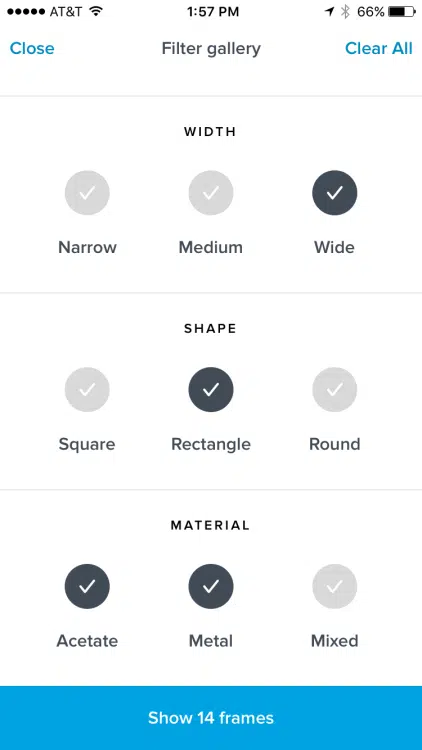 AT&T 1:57 PM 66%
Close Filter gallery Clear All
WIDTH
Narrow Medium Wide
SHAPE
Square Rectangle Round
MATERIAL
Acetate Metal Mixed
Show 14 frames